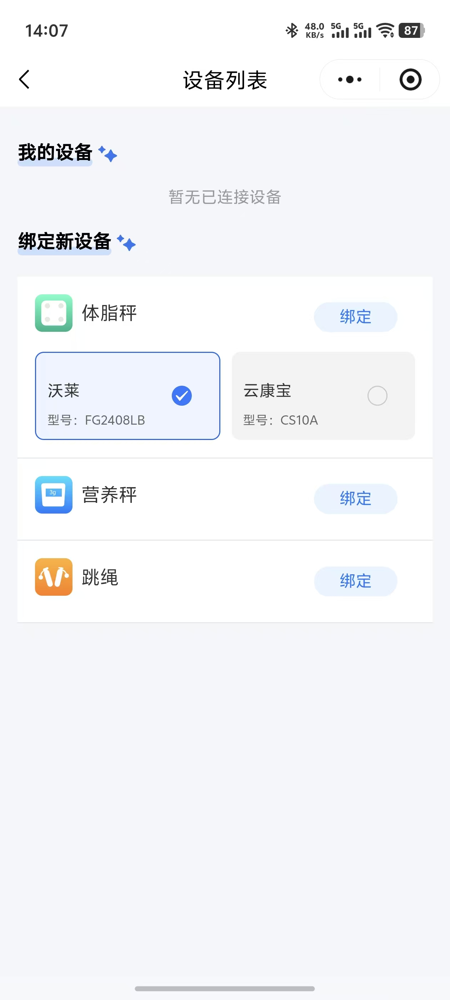 14:07
48.0
KB/s
5G
5G
87
设备列表
我的设备
暂无已连接设备
绑定新设备
体脂秤
绑定
沃莱
型号：FG2408LB
云康宝
型号：CS10A
3g
营养秤
绑定
跳绳
绑定